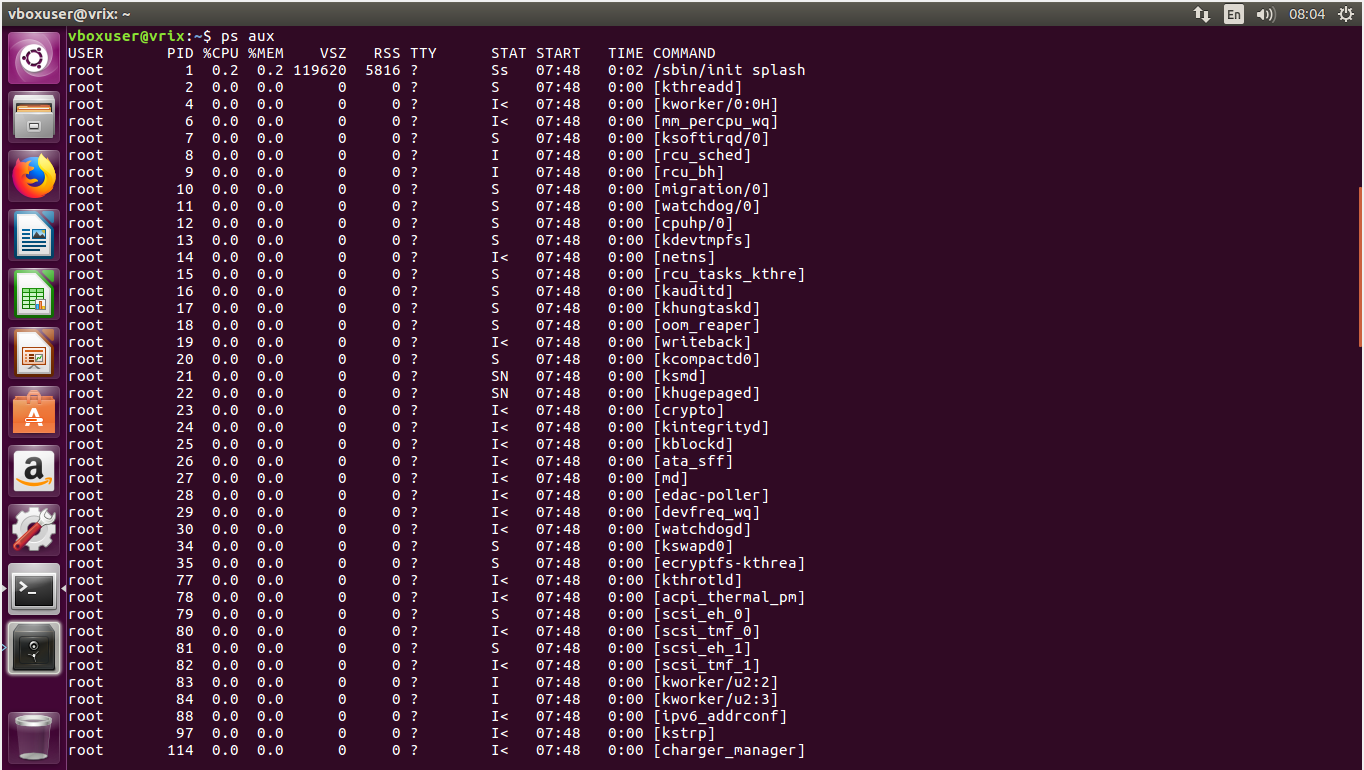 vboxuser@vrix: ~ En 08:04
vboxuser@vrix:~$ ps aux
USER       PID %CPU %MEM    VSZ   RSS TTY      STAT START   TIME COMMAND
root         1  0.2  0.2 119620  5816 ?        Ss   07:48   0:02 /sbin/init splash
root         2  0.0  0.0      0     0 ?        S    07:48   0:00 [kthreadd]
root         4  0.0  0.0      0     0 ?        I<   07:48   0:00 [kworker/0:0H]
root         6  0.0  0.0      0     0 ?        I<   07:48   0:00 [mm_percpu_wq]
root         7  0.0  0.0      0     0 ?        S    07:48   0:00 [ksoftirqd/0]
root         8  0.0  0.0      0     0 ?        I    07:48   0:00 [rcu_sched]
root         9  0.0  0.0      0     0 ?        I    07:48   0:00 [rcu_bh]
root        10  0.0  0.0      0     0 ?        S    07:48   0:00 [migration/0]
root        11  0.0  0.0      0     0 ?        S    07:48   0:00 [watchdog/0]
root        12  0.0  0.0      0     0 ?        S    07:48   0:00 [cpuhp/0]
root        13  0.0  0.0      0     0 ?        S    07:48   0:00 [kdevtmpfs]
root        14  0.0  0.0      0     0 ?        I<   07:48   0:00 [netns]
root        15  0.0  0.0      0     0 ?        S    07:48   0:00 [rcu_tasks_kthre]
root        16  0.0  0.0      0     0 ?        S    07:48   0:00 [kauditd]
root        17  0.0  0.0      0     0 ?        S    07:48   0:00 [khungtaskd]
root        18  0.0  0.0      0     0 ?        S    07:48   0:00 [oom_reaper]
root        19  0.0  0.0      0     0 ?        I<   07:48   0:00 [writeback]
root        20  0.0  0.0      0     0 ?        S    07:48   0:00 [kcompactd0]
root        21  0.0  0.0      0     0 ?        SN   07:48   0:00 [ksmd]
root        22  0.0  0.0      0     0 ?        SN   07:48   0:00 [khugepaged]
root        23  0.0  0.0      0     0 ?        I<   07:48   0:00 [crypto]
root        24  0.0  0.0      0     0 ?        I<   07:48   0:00 [kintegrityd]
root        25  0.0  0.0      0     0 ?        I<   07:48   0:00 [kblockd]
root        26  0.0  0.0      0     0 ?        I<   07:48   0:00 [ata_sff]
root        27  0.0  0.0      0     0 ?        I<   07:48   0:00 [md]
root        28  0.0  0.0      0     0 ?        I<   07:48   0:00 [edac-poller]
root        29  0.0  0.0      0     0 ?        I<   07:48   0:00 [devfreq_wq]
root        30  0.0  0.0      0     0 ?        I<   07:48   0:00 [watchdogd]
root        34  0.0  0.0      0     0 ?        S    07:48   0:00 [kswapd0]
root        35  0.0  0.0      0     0 ?        S    07:48   0:00 [ecryptfs-kthrea]
root        77  0.0  0.0      0     0 ?        I<   07:48   0:00 [kthrotld]
root        78  0.0  0.0      0     0 ?        I<   07:48   0:00 [acpi_thermal_pm]
root        79  0.0  0.0      0     0 ?        S    07:48   0:00 [scsi_eh_0]
root        80  0.0  0.0      0     0 ?        I<   07:48   0:00 [scsi_tmf_0]
root        81  0.0  0.0      0     0 ?        S    07:48   0:00 [scsi_eh_1]
root        82  0.0  0.0      0     0 ?        I<   07:48   0:00 [scsi_tmf_1]
root        83  0.0  0.0      0     0 ?        I    07:48   0:00 [kworker/u2:2]
root        84  0.0  0.0      0     0 ?        I    07:48   0:00 [kworker/u2:3]
root        88  0.0  0.0      0     0 ?        I<   07:48   0:00 [ipv6_addrconf]
root        97  0.0  0.0      0     0 ?        I<   07:48   0:00 [kstrp]
root       114  0.0  0.0      0     0 ?        I<   07:48   0:00 [charger_manager]